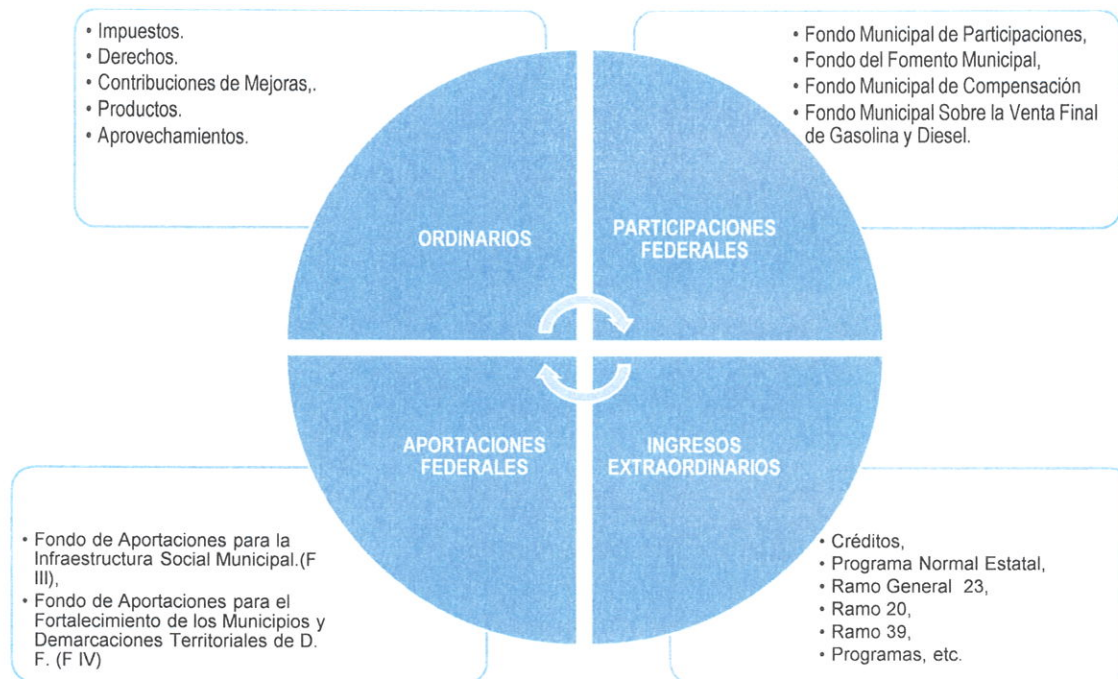 • Impuestos.
• Derechos.
• Contribuciones de Mejoras,.
• Productos.
• Aprovechamientos.
• Fondo Municipal de Participaciones,
• Fondo del Fomento Municipal,
• Fondo Municipal de Compensación
• Fondo Municipal Sobre la Venta Final
de Gasolina y Diesel.
ORDINARIOS
PARTICIPACIONES
FEDERALES
APORTACIONES
FEDERALES
INGRESOS
EXTRAORDINARIOS
• Fondo de Aportaciones para la
Infraestructura Social Municipal.(F
III),
• Fondo de Aportaciones para el
Fortalecimiento de los Municipios y
Demarcaciones Territoriales de D.
F. (F IV)
• Créditos,
• Programa Normal Estatal,
• Ramo General 23,
• Ramo 20,
• Ramo 39,
• Programas, etc.